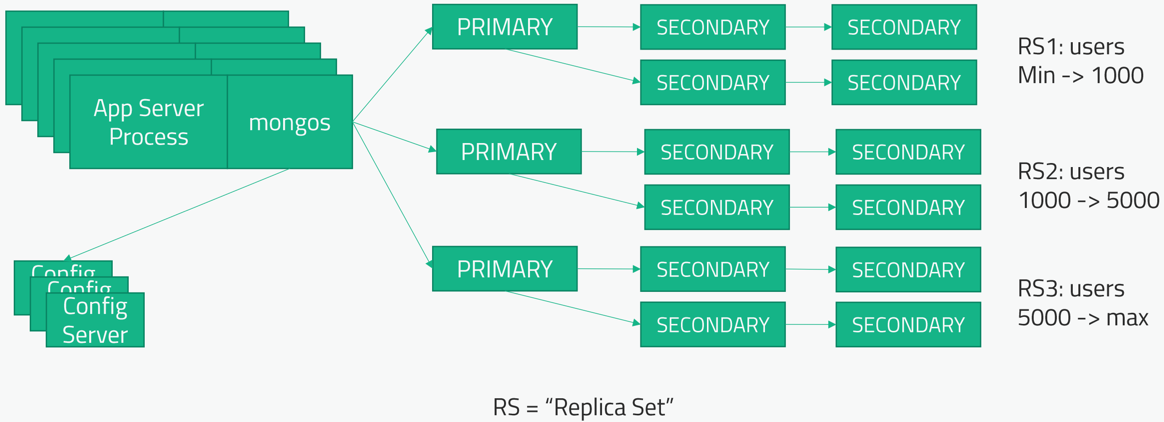 App Server
Process
mongos
Config
Config
Config
Server
PRIMARY
SECONDARY
SECONDARY
SECONDARY
SECONDARY
RS1: users
Min -> 1000
PRIMARY
SECONDARY
SECONDARY
SECONDARY
SECONDARY
RS2: users
1000 -> 5000
PRIMARY
SECONDARY
SECONDARY
SECONDARY
SECONDARY
RS3: users
5000 -> max
RS = “Replica Set”